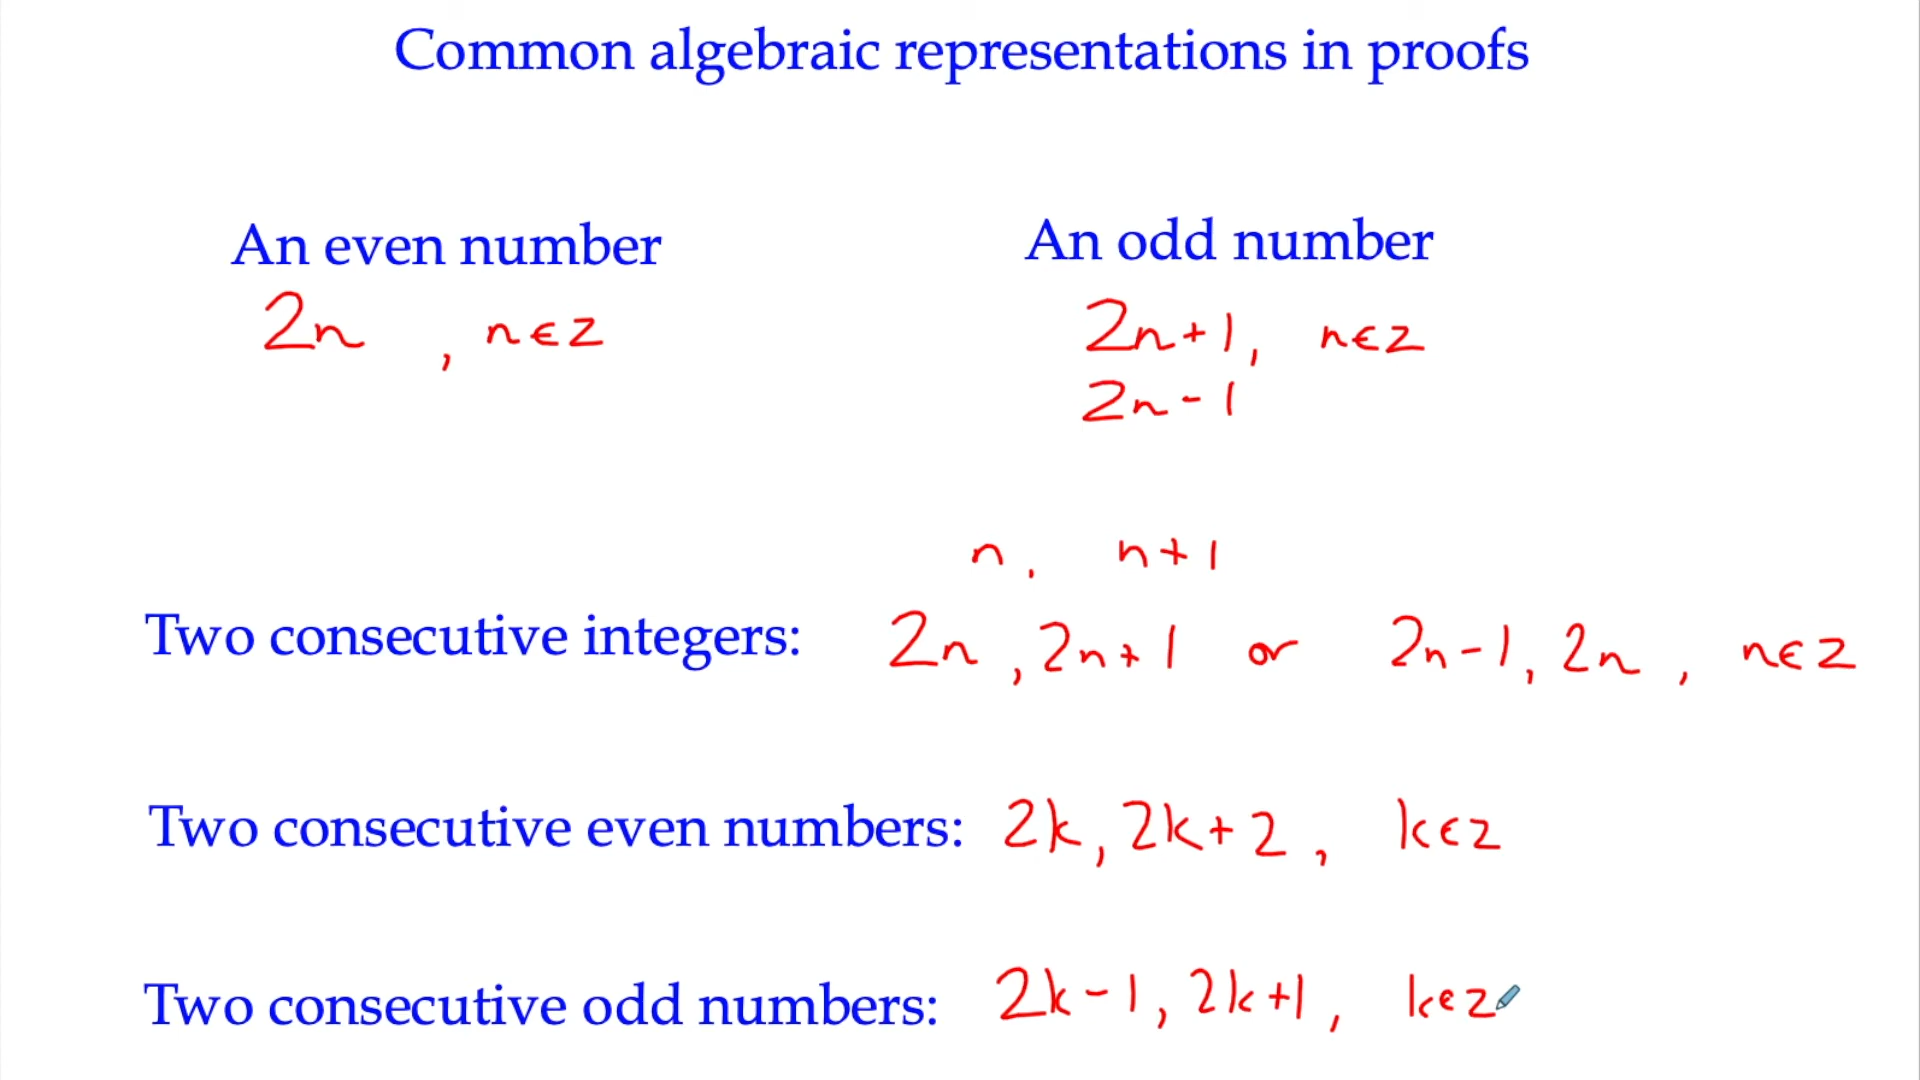 Common algebraic representations in proofs
An even number
2n , n∈Z
An odd number
2n+1, n∈Z
2n-1
n, n+1
Two consecutive integers: 2n, 2n+1 or 2n-1, 2n, n∈Z
Two consecutive even numbers: 2k, 2k+2, k∈Z
Two consecutive odd numbers: 2k-1, 2k+1, k∈Z